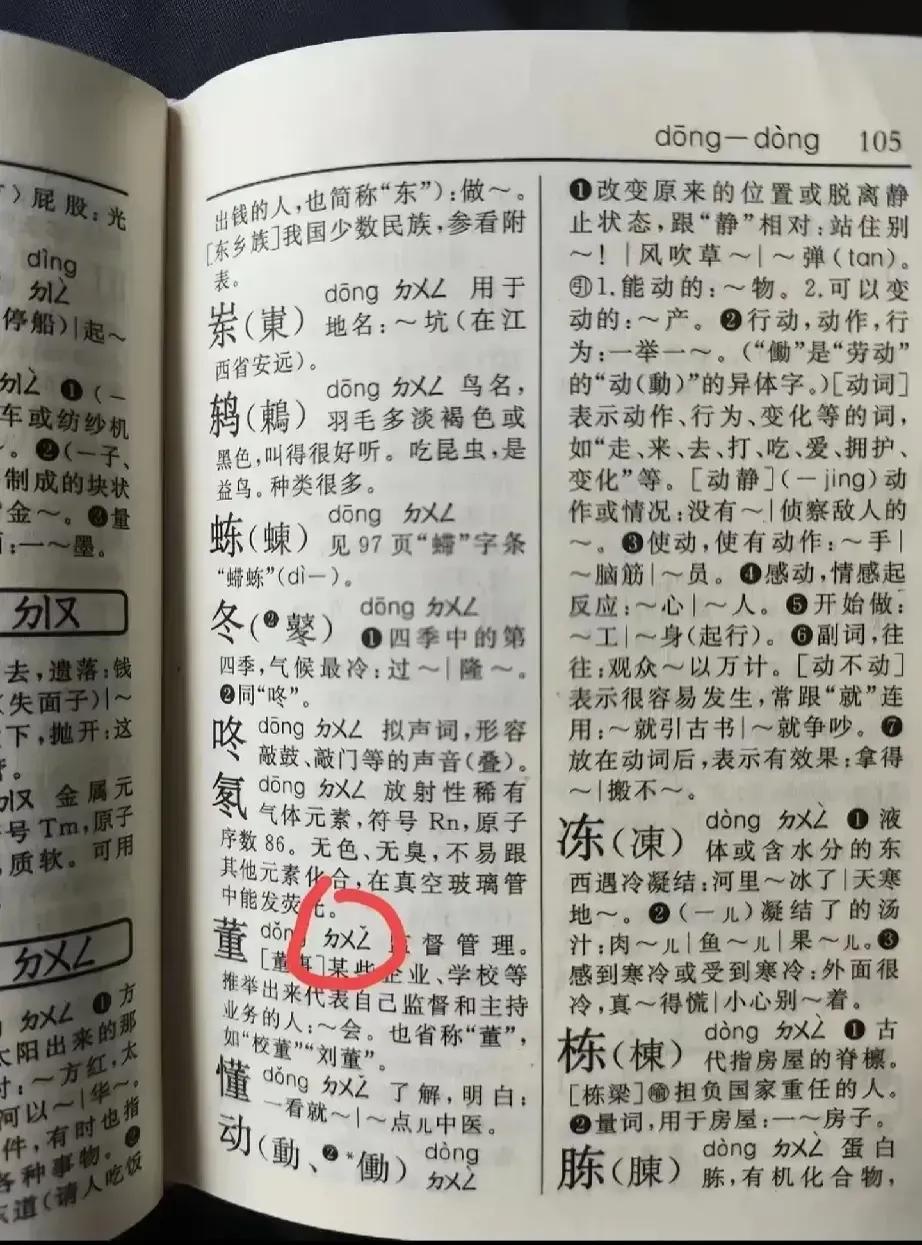 屁股:光
dìng
ㄉㄧㄥˋ
停船)|起～
ㄉㄧㄥˋ ❶(一
车或纺纱机
～。❷(一子、
制成的块状
金～。❸量
:一～墨。
ㄉㄧㄡ
去,遗落:钱
(失面子)|～
下,抛开:这
ㄉㄧㄡ 金属元
号Tm,原子
质软。可用
ㄉㄨㄥ
ㄉㄨㄥ ❶方
太阳出来的那
:～方红,太
可以～|华～。
件,有时也指
各种事物。❷
东道(请人吃饭
dōng—dòng 105
出钱的人,也简称“东”):做～。
[东乡族]我国少数民族,参看附
表。
岽(崬) dōng ㄉㄨㄥ 用于
地名:～坑(在江
西省安远)。
鸫(鶇) dōng ㄉㄨㄥ 鸟名,
羽毛多淡褐色或
黑色,叫得很好听。吃昆虫,是
益鸟。种类很多。
蝀(蝀) dōng ㄉㄨㄥ
见97页“䗖”字条
“䗖𬟽”(dì—)。
冬(❷鼕) dōng ㄉㄨㄥ
❶四季中的第
四季,气候最冷:过～|隆～。
❷同“咚”。
咚 dōng ㄉㄨㄥ 拟声词,形容
敲鼓、敲门等的声音(叠)。
氡 dōng ㄉㄨㄥ 放射性稀有
气体元素,符号Rn,原子
序数86。无色、无臭,不易跟
其他元素化合,在真空玻璃管
中能发荧光。
董 dǒng ㄉㄨㄥˇ 监督管理。
[董事]某些企业、学校等
推举出来代表自己监督和主持
业务的人:～会。也省称“董”,
如“校董”“刘董”。
懂 dǒng ㄉㄨㄥˇ 了解,明白:
一看就～|～点儿中医。
动(動、❷*働) dòng
ㄉㄨㄥˋ
❶改变原来的位置或脱离静
止状态,跟“静”相对:站住别
～!|风吹草～|～弹(tan)。
㊀1.能动的:～物。2.可以变
动的:～产。❷行动,动作,行
为:一举一～。(“働”是“劳动”
的“动(動)”的异体字。)[动词]
表示动作、行为、变化等的词,
如“走、来、去、打、吃、爱、拥护、
变化”等。[动静](—jing)动
作或情况:没有～|侦察敌人的
～。❸使动,使有动作:～手|
～脑筋|～员。❹感动,情感起
反应:～心|～人。❺开始做:
～工|～身(起行)。❻副词,往
往:观众～以万计。[动不动]
表示很容易发生,常跟“就”连
用:～就引古书|～就争吵。❼
放在动词后,表示有效果:拿得
～|搬不～。
冻(凍) dòng ㄉㄨㄥˋ ❶液
体或含水分的东
西遇冷凝结:河里～冰了|天寒
地～。❷(一儿)凝结了的汤
汁:肉～儿|鱼～儿|果～儿。❸
感到寒冷或受到寒冷:外面很
冷,真～得慌|小心别～着。
栋(棟) dòng ㄉㄨㄥˋ ❶古
代指房屋的脊檩。
[栋梁]㊀担负国家重任的人。
❷量词,用于房屋:一～房子。
胨(腖) dòng ㄉㄨㄥˋ 蛋白
胨,有机化合物,